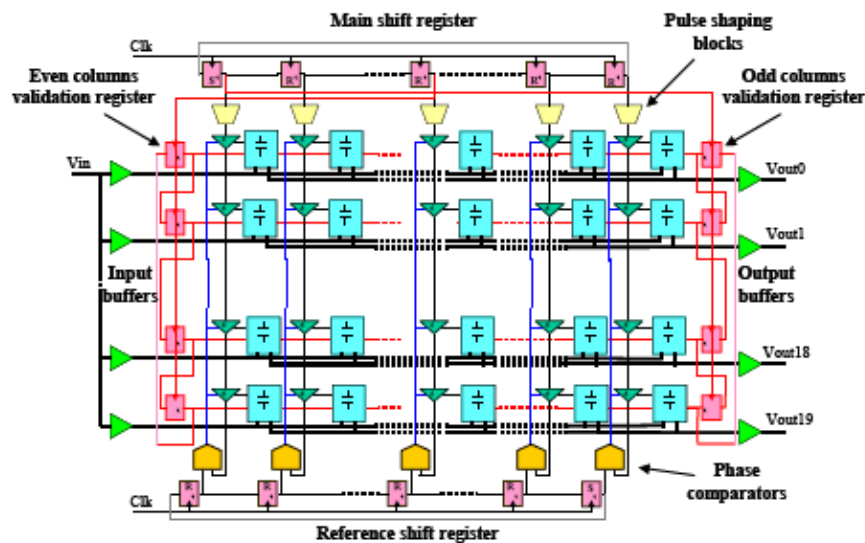 Main shift register
Pulse shaping
blocks
Clk
Even columns
validation register
Odd columns
validation register
S
R
R
R
R
Vin
Vout0
Vout1
Input
buffers
Output
buffers
Vout18
Vout19
Phase
comparators
R
R
R
R
S
Clk
Reference shift register